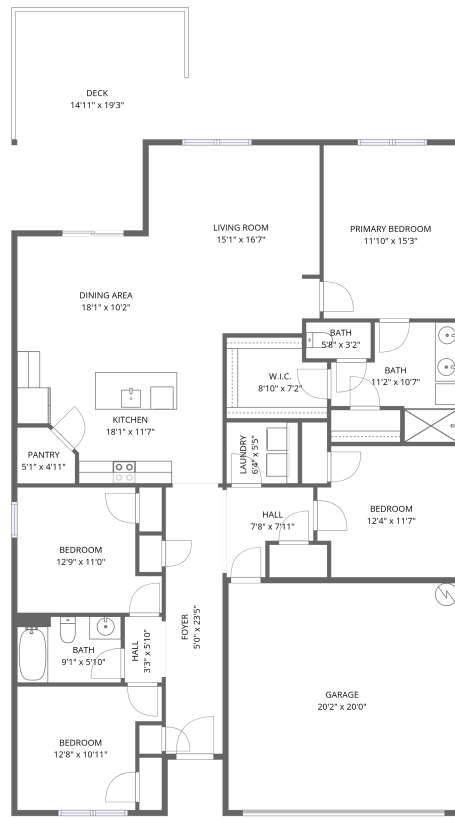 DECK
14'11" x 19'3"
LIVING ROOM
15'1" x 16'7"
PRIMARY BEDROOM
11'10" x 15'3"
DINING AREA
18'1" x 10'2"
BATH
5'8" x 3'2"
BATH
11'2" x 10'7"
W.I.C.
8'10" x 7'2"
KITCHEN
18'1" x 11'7"
PANTRY
5'1" x 4'11"
LAUNDRY
6'4" x 5'5"
HALL
7'8" x 7'11"
BEDROOM
12'4" x 11'7"
BEDROOM
12'9" x 11'0"
FOYER
5'0" x 23'5"
BATH
9'1" x 5'10"
HALL
3'3" x 5'10"
GARAGE
20'2" x 20'0"
BEDROOM
12'8" x 10'11"